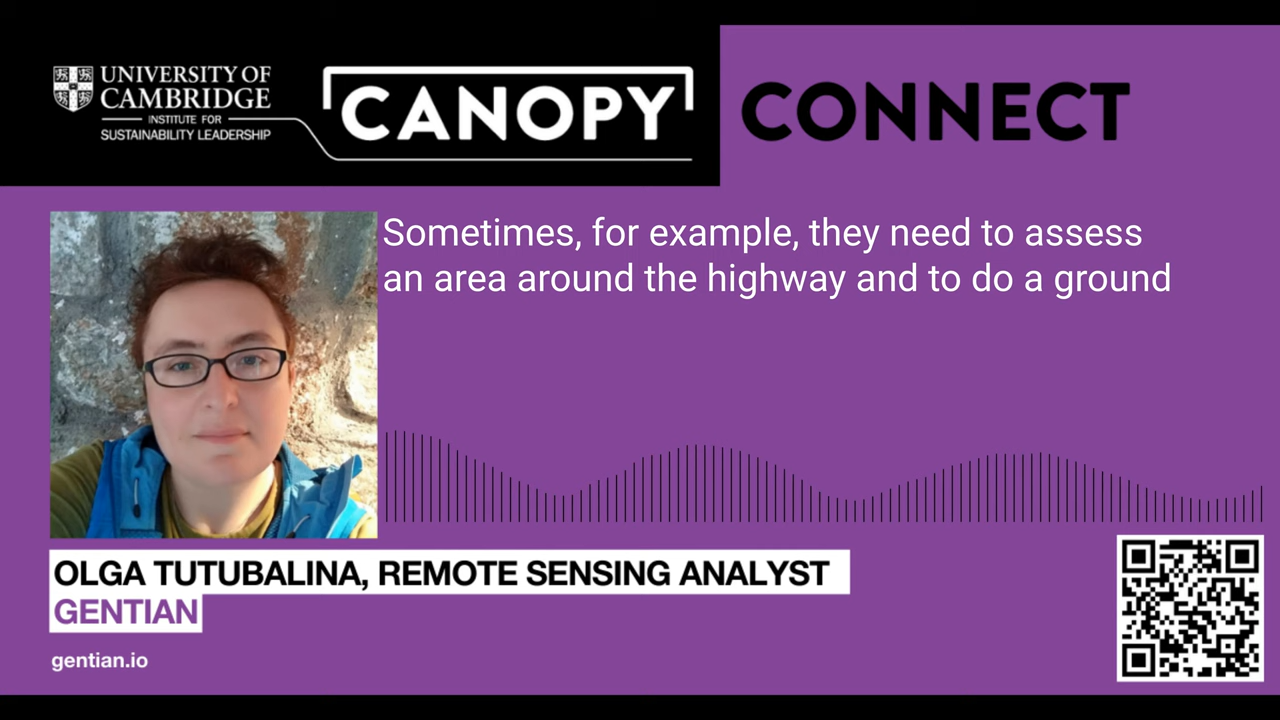 UNIVERSITY OF
CAMBRIDGE
INSTITUTE FOR
SUSTAINABILITY LEADERSHIP
CANOPY CONNECT
Sometimes, for example, they need to assess
an area around the highway and to do a ground
OLGA TUTUBALINA, REMOTE SENSING ANALYST
GENTIAN
gentian.io